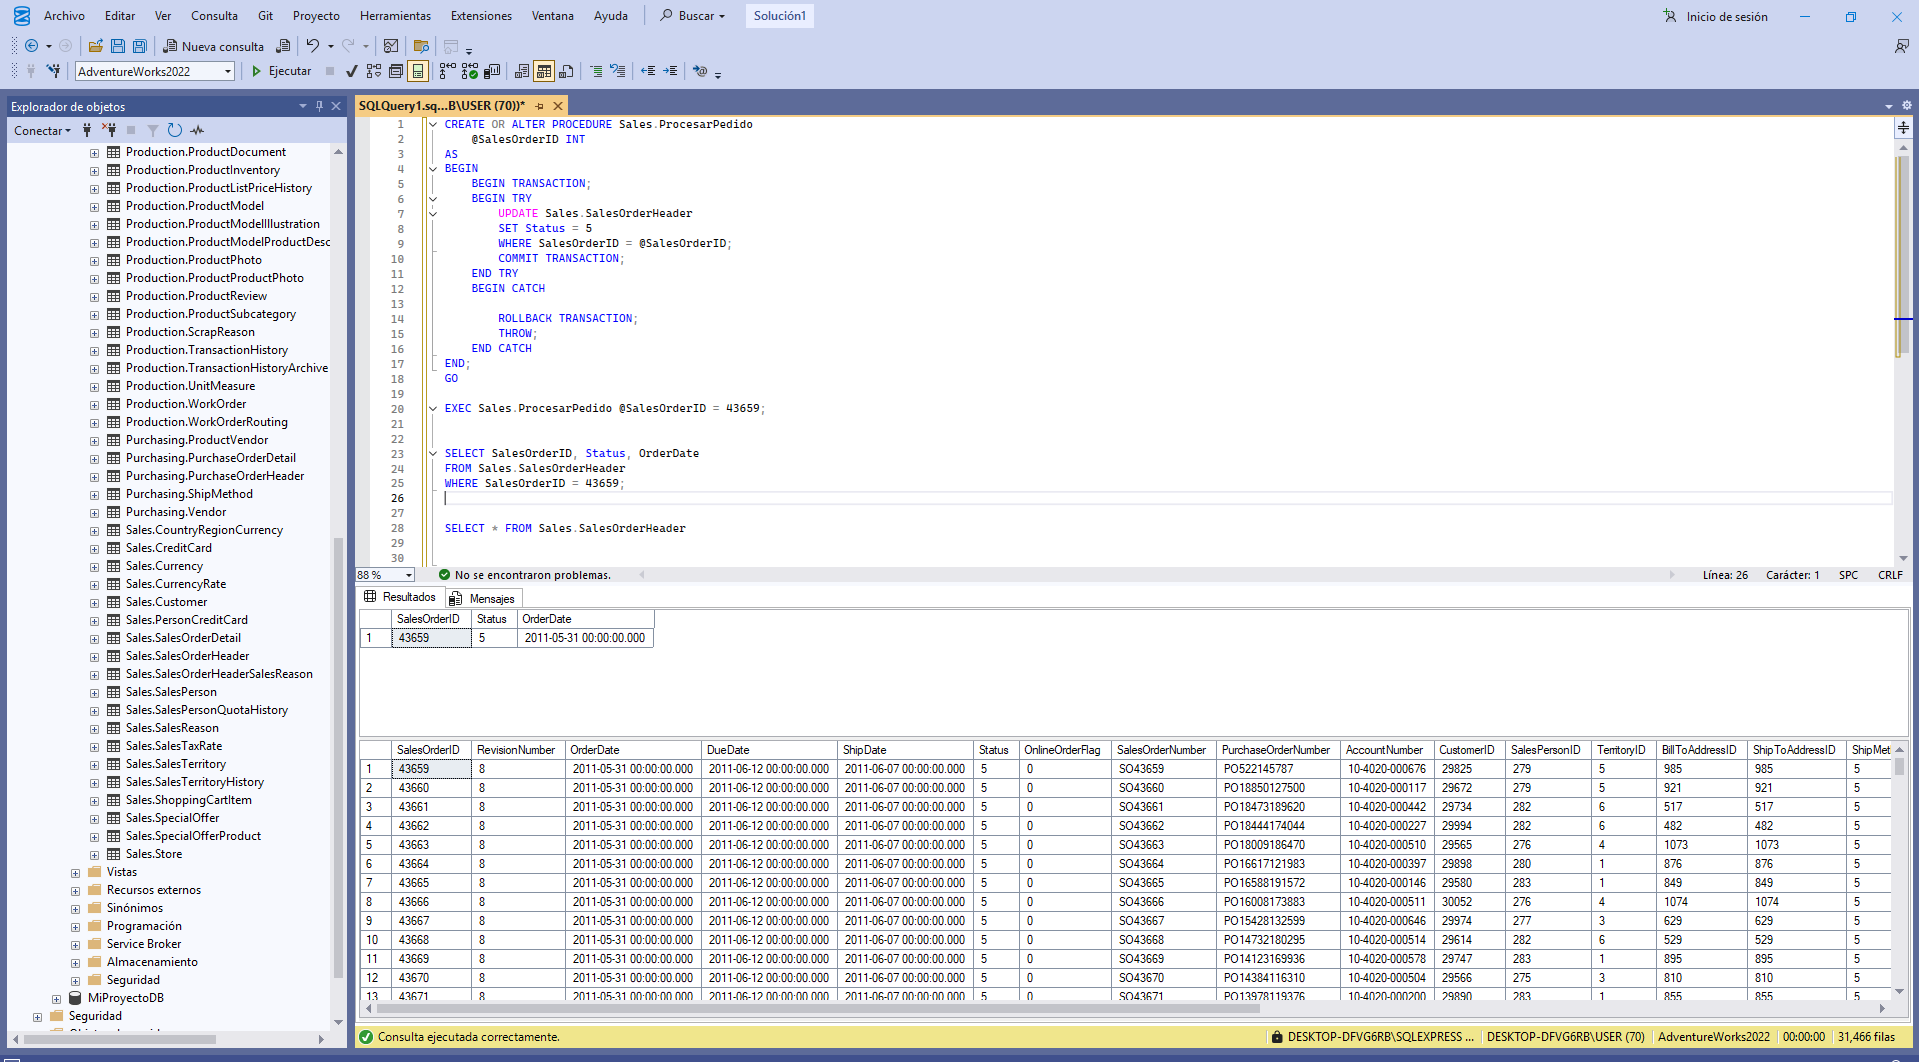 Archivo Editar Ver Consulta Git Proyecto Herramientas Extensiones Ventana Ayuda Buscar Solución1 Inicio de sesión
Nueva consulta
AdventureWorks2022 Ejecutar
Explorador de objetos
Conectar
Production.ProductDocument
Production.ProductInventory
Production.ProductListPriceHistory
Production.ProductModel
Production.ProductModelIllustration
Production.ProductModelProductDesc
Production.ProductPhoto
Production.ProductProductPhoto
Production.ProductReview
Production.ProductSubcategory
Production.ScrapReason
Production.TransactionHistory
Production.TransactionHistoryArchive
Production.UnitMeasure
Production.WorkOrder
Production.WorkOrderRouting
Purchasing.ProductVendor
Purchasing.PurchaseOrderDetail
Purchasing.PurchaseOrderHeader
Purchasing.ShipMethod
Purchasing.Vendor
Sales.CountryRegionCurrency
Sales.CreditCard
Sales.Currency
Sales.CurrencyRate
Sales.Customer
Sales.PersonCreditCard
Sales.SalesOrderDetail
Sales.SalesOrderHeader
Sales.SalesOrderHeaderSalesReason
Sales.SalesPerson
Sales.SalesPersonQuotaHistory
Sales.SalesReason
Sales.SalesTaxRate
Sales.SalesTerritory
Sales.SalesTerritoryHistory
Sales.ShoppingCartItem
Sales.SpecialOffer
Sales.SpecialOfferProduct
Sales.Store
Vistas
Recursos externos
Sinónimos
Programación
Service Broker
Almacenamiento
Seguridad
MiProyectoDB
Seguridad
SQLQuery1.sq...B\USER (70))*
1 CREATE OR ALTER PROCEDURE Sales.ProcesarPedido
2 @SalesOrderID INT
3 AS
4 BEGIN
5 BEGIN TRANSACTION;
6 BEGIN TRY
7 UPDATE Sales.SalesOrderHeader
8 SET Status = 5
9 WHERE SalesOrderID = @SalesOrderID;
10 COMMIT TRANSACTION;
11 END TRY
12 BEGIN CATCH
13
14 ROLLBACK TRANSACTION;
15 THROW;
16 END CATCH
17 END;
18 GO
19
20 EXEC Sales.ProcesarPedido @SalesOrderID = 43659;
21
22
23 SELECT SalesOrderID, Status, OrderDate
24 FROM Sales.SalesOrderHeader
25 WHERE SalesOrderID = 43659;
26
27
28 SELECT * FROM Sales.SalesOrderHeader
29
30
88 % No se encontraron problemas. Línea: 26 Carácter: 1 SPC CRLF
Resultados Mensajes
SalesOrderID Status OrderDate
1 43659 5 2011-05-31 00:00:00.000
SalesOrderID RevisionNumber OrderDate DueDate ShipDate Status OnlineOrderFlag SalesOrderNumber PurchaseOrderNumber AccountNumber CustomerID SalesPersonID TerritoryID BillToAddressID ShipToAddressID ShipMet
1 43659 8 2011-05-31 00:00:00.000 2011-06-12 00:00:00.000 2011-06-07 00:00:00.000 5 0 SO43659 PO522145787 10-4020-000676 29825 279 5 985 985 5
2 43660 8 2011-05-31 00:00:00.000 2011-06-12 00:00:00.000 2011-06-07 00:00:00.000 5 0 SO43660 PO18850127500 10-4020-000117 29672 279 5 921 921 5
3 43661 8 2011-05-31 00:00:00.000 2011-06-12 00:00:00.000 2011-06-07 00:00:00.000 5 0 SO43661 PO18473189620 10-4020-000442 29734 282 6 517 517 5
4 43662 8 2011-05-31 00:00:00.000 2011-06-12 00:00:00.000 2011-06-07 00:00:00.000 5 0 SO43662 PO18444174044 10-4020-000227 29994 282 6 482 482 5
5 43663 8 2011-05-31 00:00:00.000 2011-06-12 00:00:00.000 2011-06-07 00:00:00.000 5 0 SO43663 PO18009186470 10-4020-000510 29565 276 4 1073 1073 5
6 43664 8 2011-05-31 00:00:00.000 2011-06-12 00:00:00.000 2011-06-07 00:00:00.000 5 0 SO43664 PO16617121983 10-4020-000397 29898 280 1 876 876 5
7 43665 8 2011-05-31 00:00:00.000 2011-06-12 00:00:00.000 2011-06-07 00:00:00.000 5 0 SO43665 PO16588191572 10-4020-000146 29580 283 1 849 849 5
8 43666 8 2011-05-31 00:00:00.000 2011-06-12 00:00:00.000 2011-06-07 00:00:00.000 5 0 SO43666 PO16008173883 10-4020-000511 30052 276 4 1074 1074 5
9 43667 8 2011-05-31 00:00:00.000 2011-06-12 00:00:00.000 2011-06-07 00:00:00.000 5 0 SO43667 PO15428132599 10-4020-000646 29974 277 3 629 629 5
10 43668 8 2011-05-31 00:00:00.000 2011-06-12 00:00:00.000 2011-06-07 00:00:00.000 5 0 SO43668 PO14732180295 10-4020-000514 29614 282 6 529 529 5
11 43669 8 2011-05-31 00:00:00.000 2011-06-12 00:00:00.000 2011-06-07 00:00:00.000 5 0 SO43669 PO14123169936 10-4020-000578 29747 283 1 895 895 5
12 43670 8 2011-05-31 00:00:00.000 2011-06-12 00:00:00.000 2011-06-07 00:00:00.000 5 0 SO43670 PO14384116310 10-4020-000504 29566 275 3 810 810 5
13 43671 8 2011-05-31 00:00:00.000 2011-06-12 00:00:00.000 2011-06-07 00:00:00.000 5 0 SO43671 PO13978119376 10-4020-000200 29890 283 1 855 855 5
Consulta ejecutada correctamente. DESKTOP-DFVG6RB\SQLEXPRESS ... DESKTOP-DFVG6RB\USER (70) AdventureWorks2022 00:00:00 31,466 filas